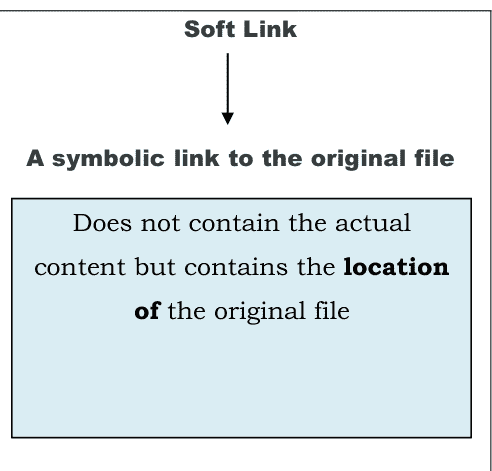 Soft Link
A symbolic link to the original file
Does not contain the actual
content but contains the location
of the original file